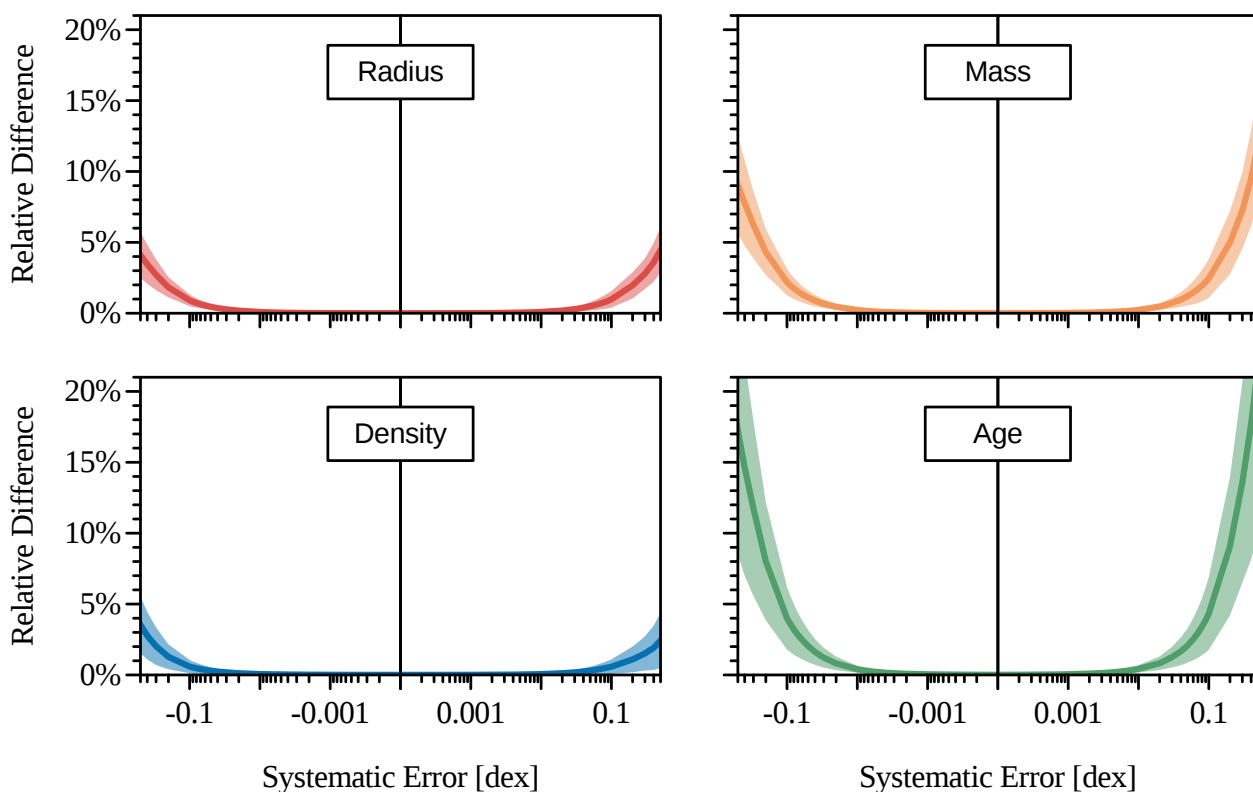 Relative Difference
20%
15%
10%
5%
0%
Radius
Mass
Relative Difference
20%
15%
10%
5%
0%
Density
Age
-0.1 -0.001 0.001 0.1
-0.1 -0.001 0.001 0.1
Systematic Error [dex]
Systematic Error [dex]